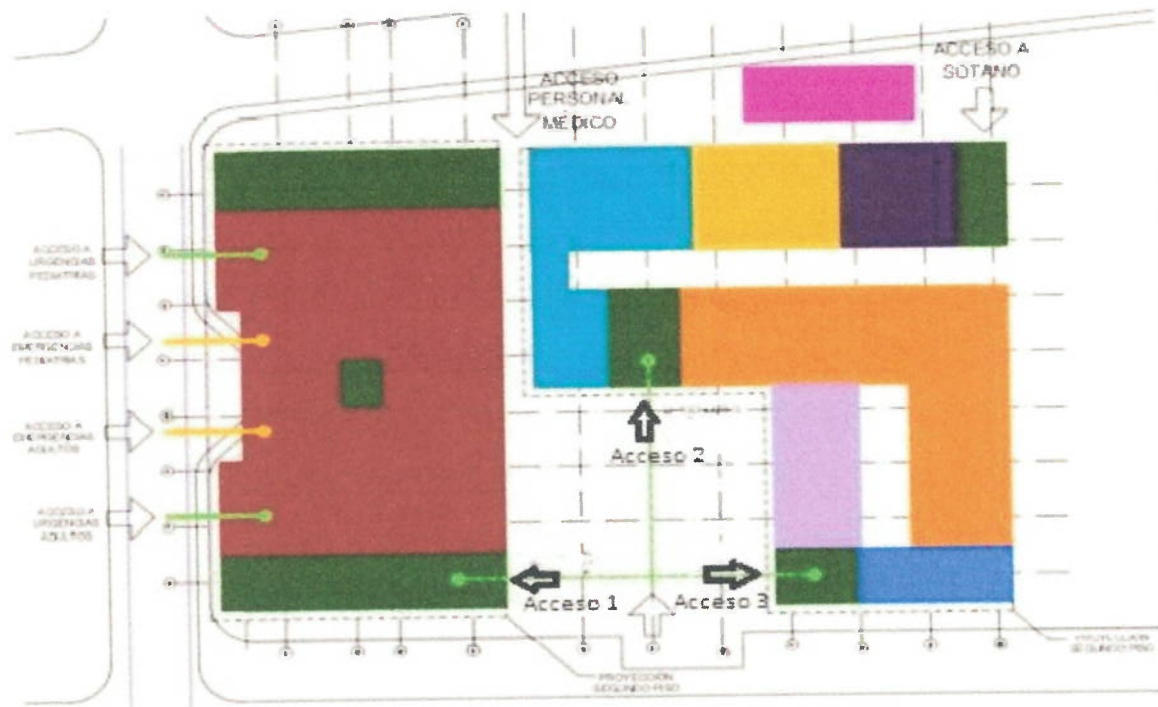 ACCESO
PERSONAL
MEDICO
ACCESO A
SOTANO
ACCESO A
URGENCIAS
PEDIATRIAS
ACCESO A
EMERGENCIAS
PEDIATRIAS
ACCESO A
EMERGENCIAS
ADULTOS
ACCESO A
URGENCIAS
ADULTOS
Acceso 2
Acceso 1
Acceso 3
PROYECCIÓN
SEGUNDO PISO
PROYECCION
SEGUNDO PISO